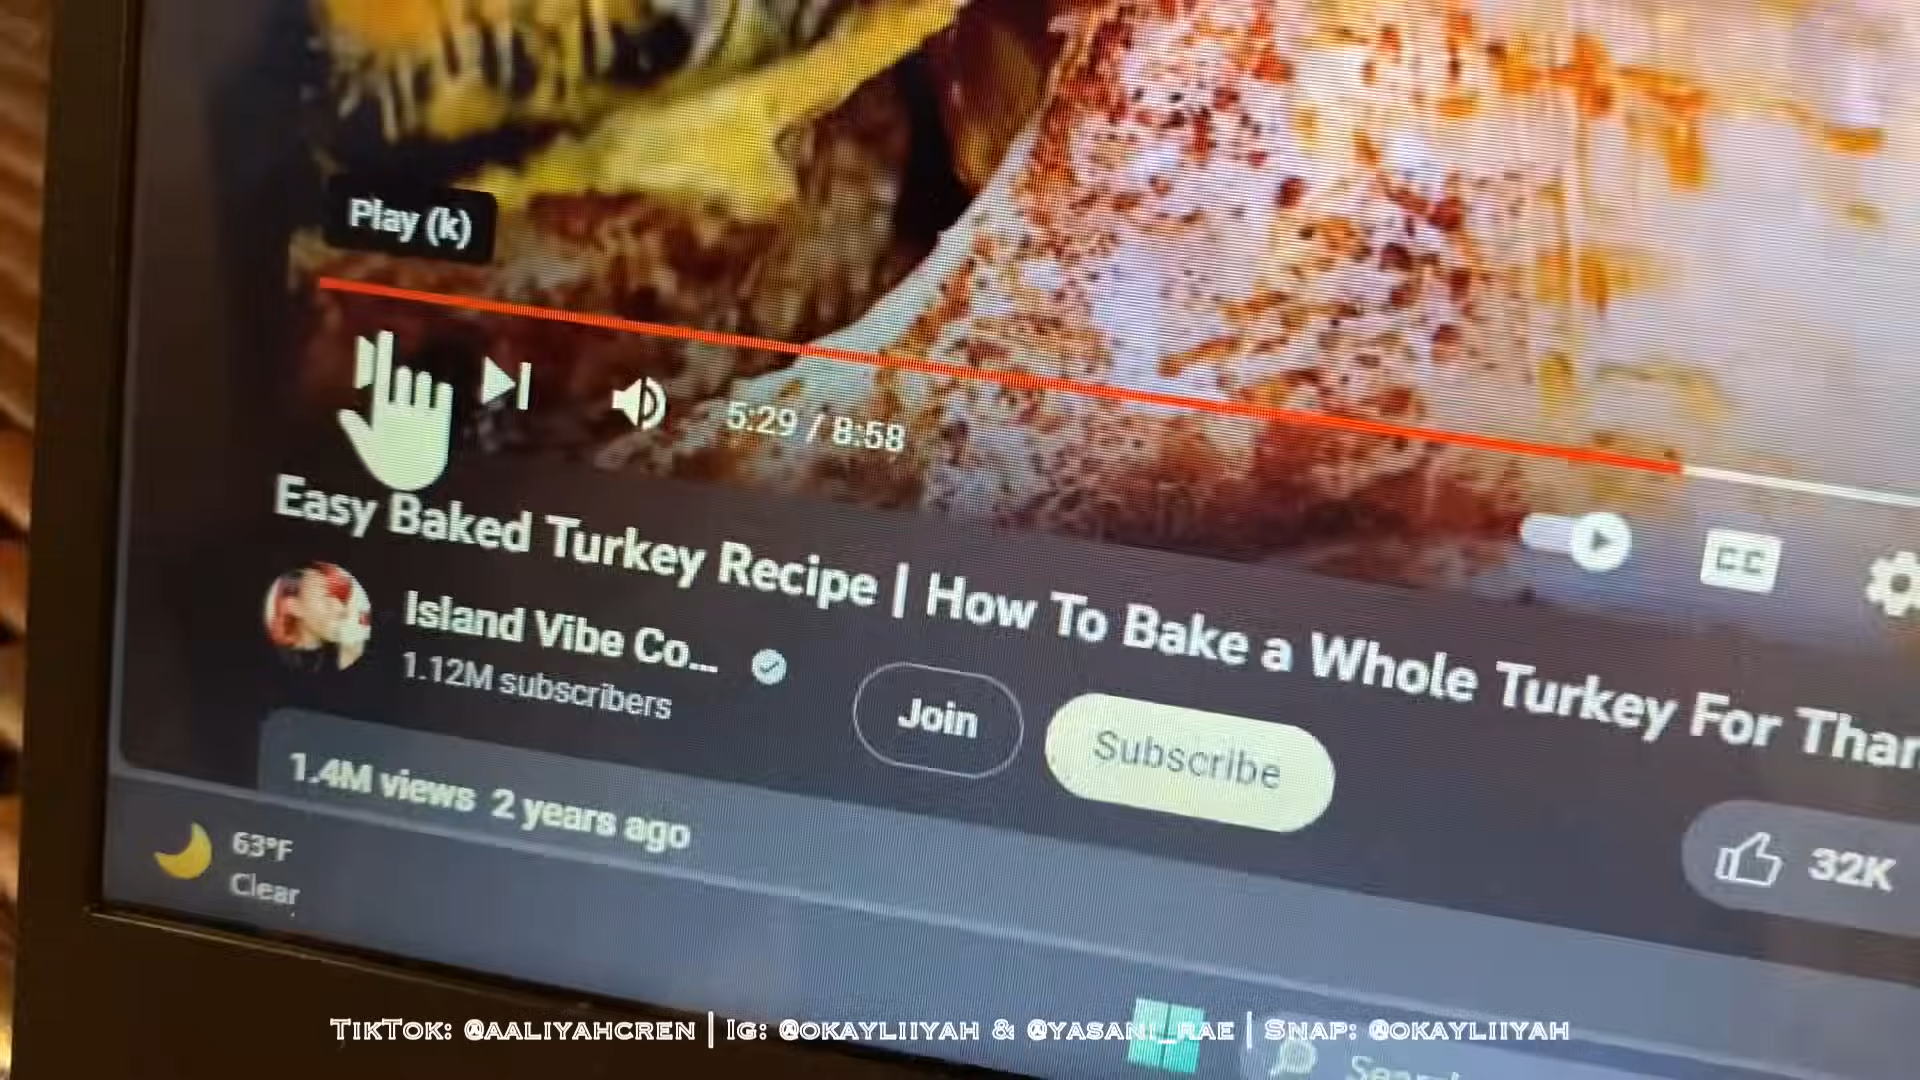 Play (k)
5:29 / 8:58
CC
Easy Baked Turkey Recipe | How To Bake a Whole Turkey For Than
Island Vibe Co...
1.12M subscribers
Join
Subscribe
32K
1.4M views 2 years ago
63°F
Clear
TikTok: @aaliyahcren | Ig: @okayliiyah & @yasani_rae | Snap: @okayliiyah